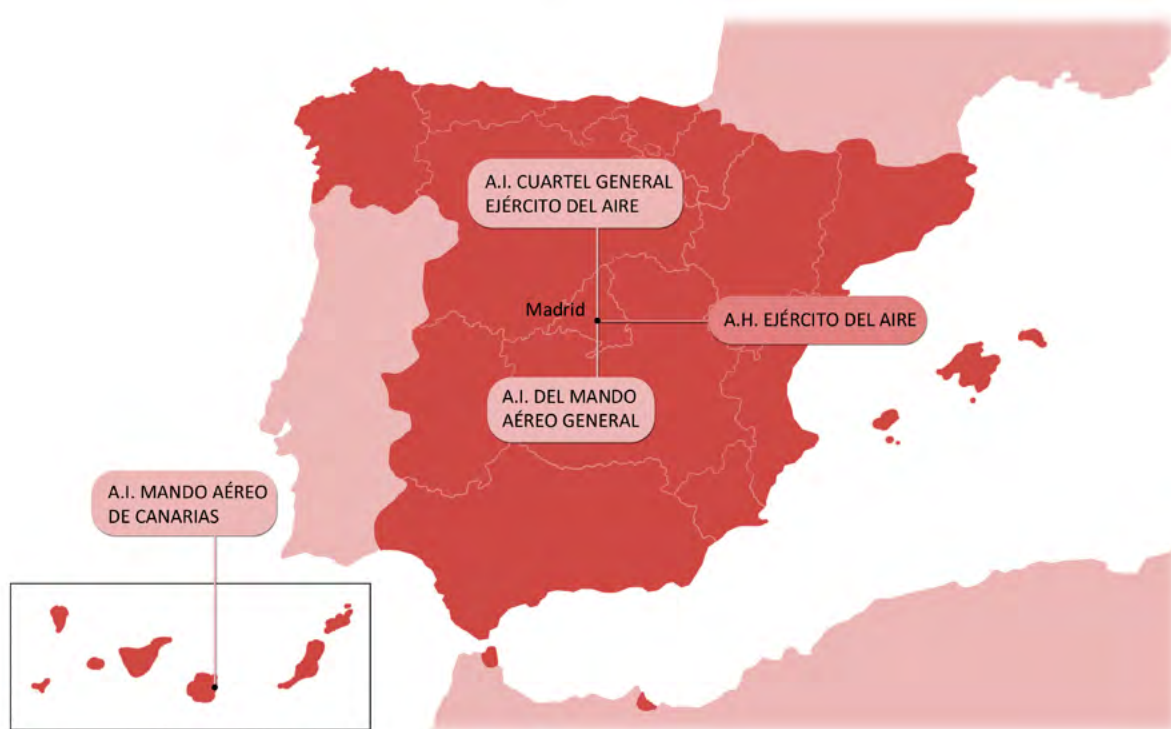 A.I. CUARTEL GENERAL
EJÉRCITO DEL AIRE
Madrid
A.H. EJÉRCITO DEL AIRE
A.I. DEL MANDO
AÉREO GENERAL
A.I. MANDO AÉREO
DE CANARIAS